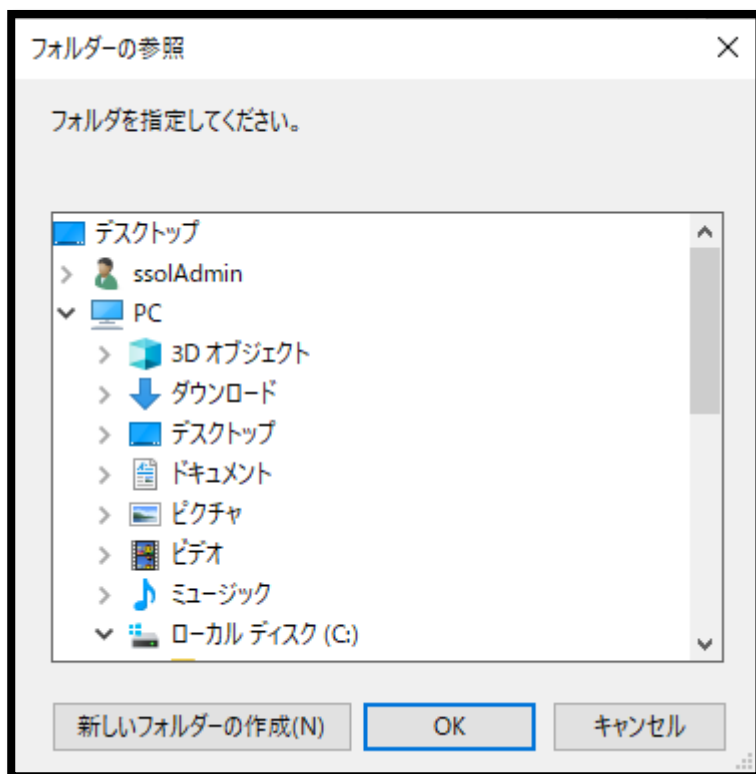 フォルダーの参照
フォルダを指定してください。
デスクトップ
ssolAdmin
PC
3D オブジェクト
ダウンロード
デスクトップ
ドキュメント
ピクチャ
ビデオ
ミュージック
ローカル ディスク (C:)
新しいフォルダーの作成(N) OK キャンセル